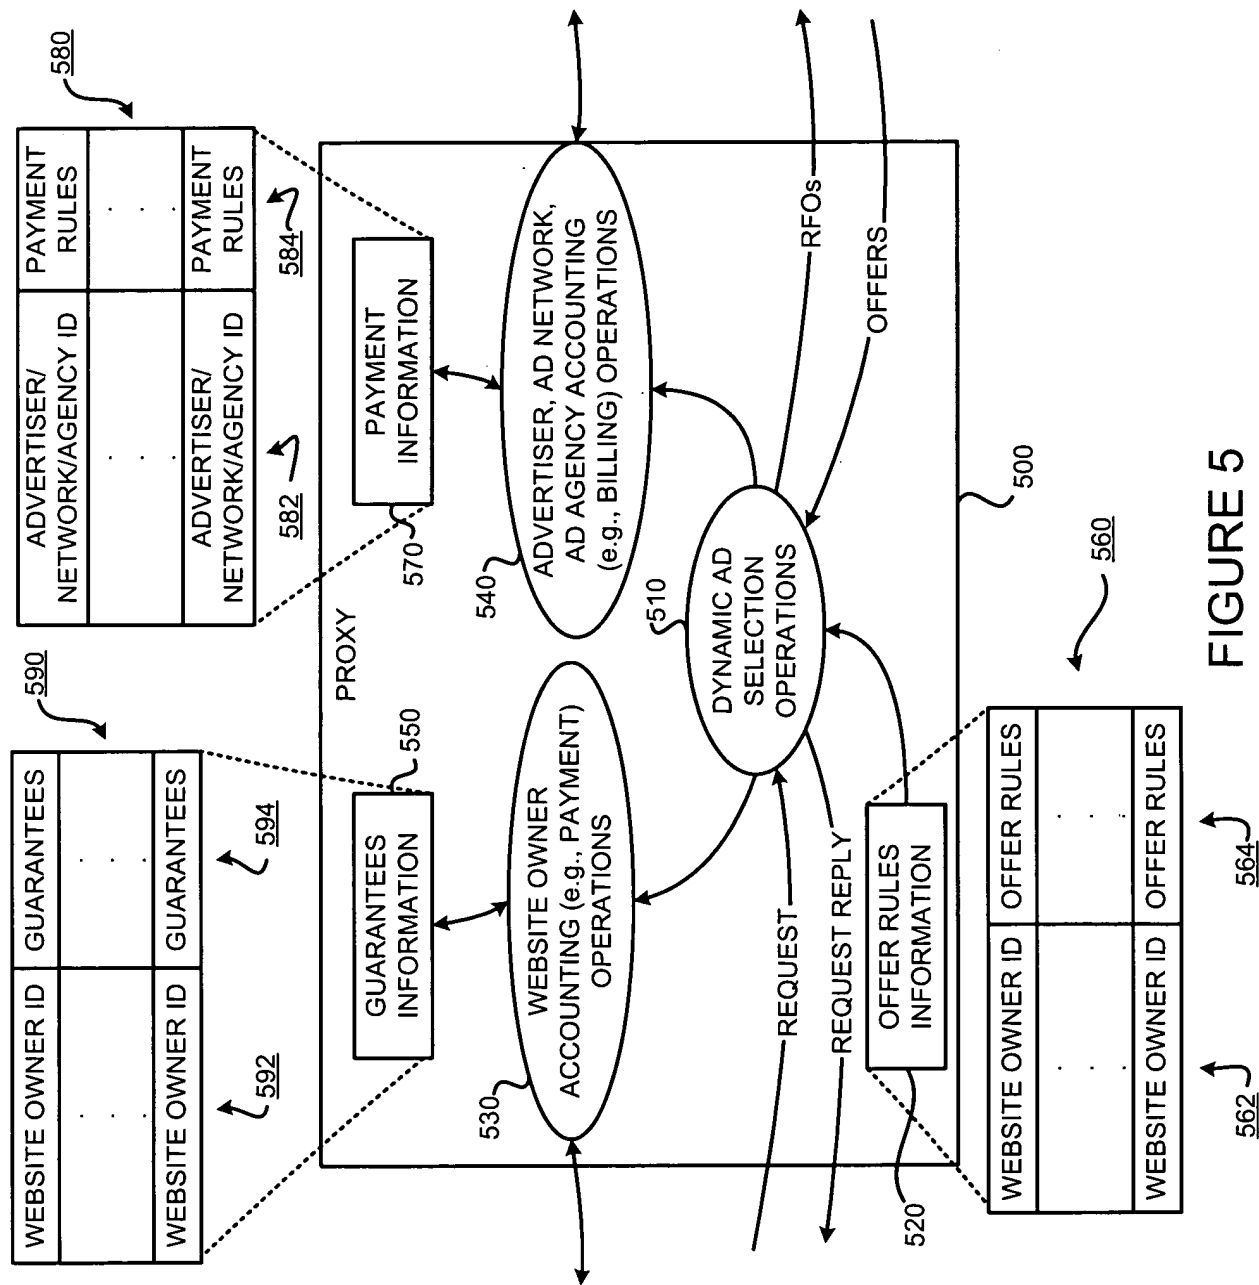 590
WEBSITE OWNER ID
GUARANTEES
. . .
. . .
WEBSITE OWNER ID
GUARANTEES
592
594
580
ADVERTISER/
NETWORK/AGENCY ID
PAYMENT
RULES
. . .
. . .
ADVERTISER/
NETWORK/AGENCY ID
PAYMENT
RULES
582
584
PROXY
GUARANTEES
INFORMATION
550
PAYMENT
INFORMATION
570
530
WEBSITE OWNER
ACCOUNTING (e.g., PAYMENT)
OPERATIONS
540
ADVERTISER, AD NETWORK,
AD AGENCY ACCOUNTING
(e.g., BILLING) OPERATIONS
510
DYNAMIC AD
SELECTION
OPERATIONS
REQUEST
REQUEST REPLY
RFOs
OFFERS
520
OFFER RULES
INFORMATION
500
WEBSITE OWNER ID
OFFER RULES
. . .
. . .
WEBSITE OWNER ID
OFFER RULES
560
562
564
FIGURE 5